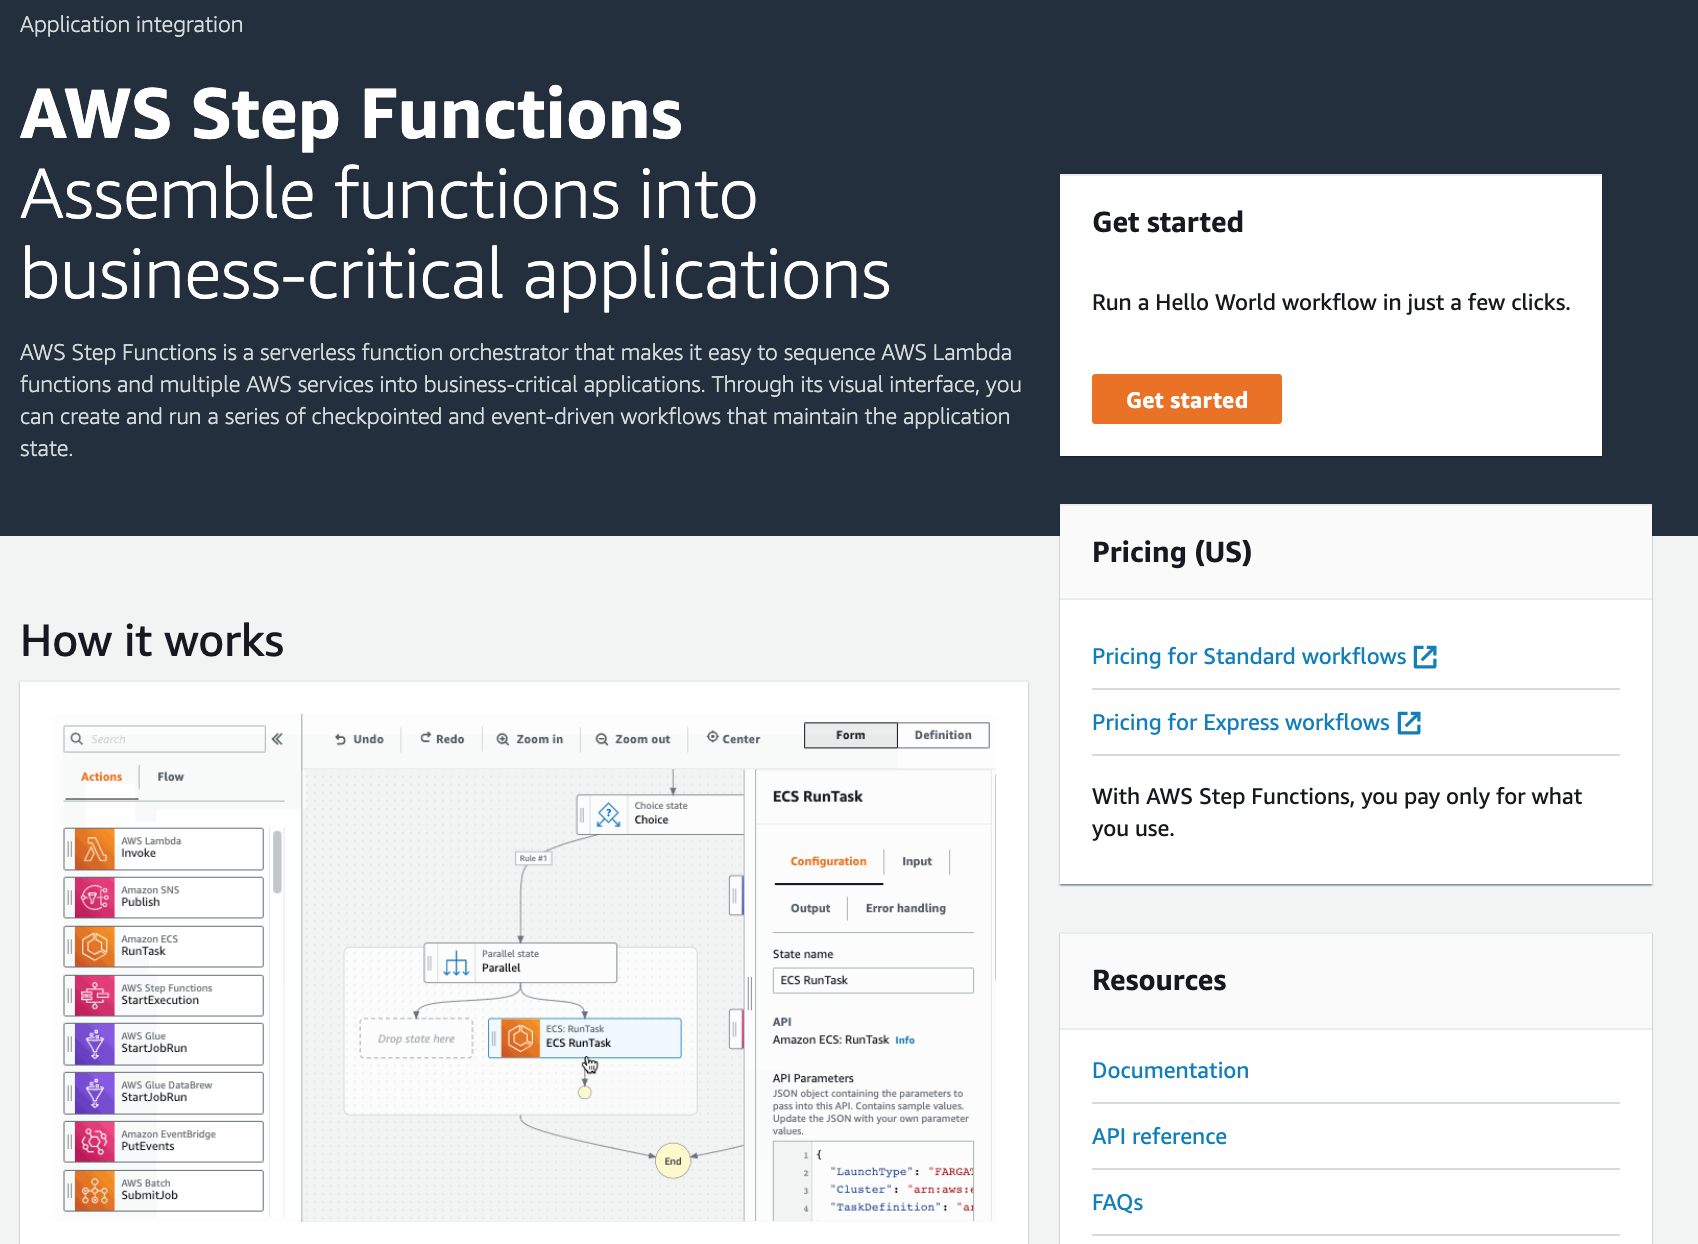 Application integration
AWS Step Functions
Assemble functions into
business-critical applications
AWS Step Functions is a serverless function orchestrator that makes it easy to sequence AWS Lambda
functions and multiple AWS services into business-critical applications. Through its visual interface, you
can create and run a series of checkpointed and event-driven workflows that maintain the application
state.
Get started
Run a Hello World workflow in just a few clicks.
Get started
Pricing (US)
Pricing for Standard workflows
Pricing for Express workflows
With AWS Step Functions, you pay only for what
you use.
Resources
Documentation
API reference
FAQs
How it works
Search
Actions
Flow
AWS Lambda
Invoke
Amazon SNS
Publish
Amazon ECS
RunTask
AWS Step Functions
StartExecution
AWS Glue
StartJobRun
AWS Glue DataBrew
StartJobRun
Amazon EventBridge
PutEvents
AWS Batch
SubmitJob
Undo
Redo
Zoom in
Zoom out
Center
Form
Definition
Choice state
Choice
Rule #1
Parallel state
Parallel
Drop state here
ECS: RunTask
ECS RunTask
End
ECS RunTask
Configuration
Input
Output
Error handling
State name
ECS RunTask
API
Amazon ECS: RunTask Info
API Parameters
JSON object containing the parameters to
pass into this API. Contains sample values.
Update the JSON with your own parameter
values.
1 {
2 "LaunchType": "FARGAT
3 "Cluster": "arn:aws:e
4 "TaskDefinition": "ar